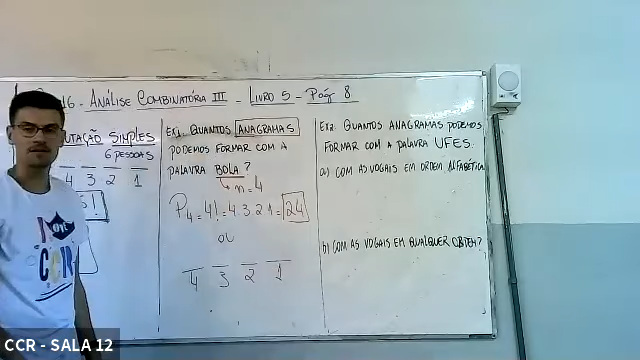 16 - ANÁLISE COMBINATÓRIA III - LIVRO 5 - Pág 8
SIMPLES
6 PESSOAS
4 3 2 1
EX1. QUANTOS ANAGRAMAS
PODEMOS FORMAR COM A
PALAVRA BOLA?
n=4
P4=4!=4.3.2.1=24
OU
4 3 2 1
EX2. QUANTOS ANAGRAMAS PODEMOS
FORMAR COM A PALAVRA UFES:
a) COM AS VOGAIS EM ORDEM ALFABÉTICA
b) COM AS VOGAIS EM QUALQUER ORDEM?
CCR - SALA 12